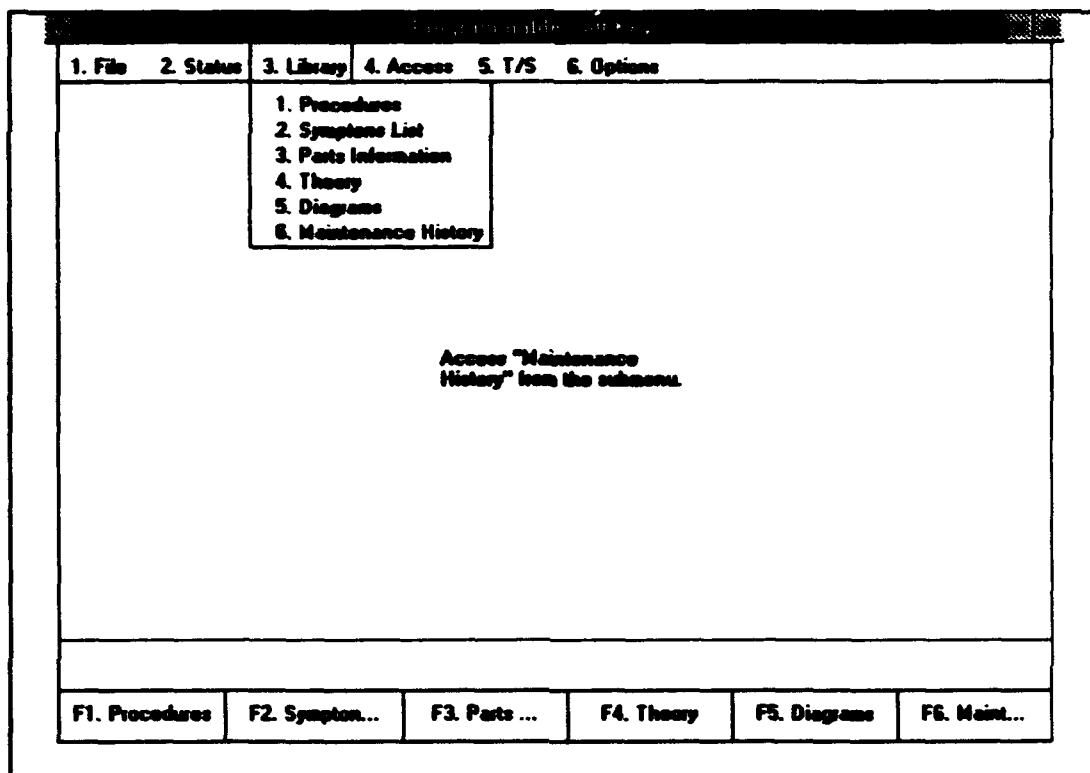 1. File 2. Status 3. Library 4. Access 5. T/S 6. Options
1. Procedures
2. Symptons List
3. Parts Information
4. Theory
5. Diagrams
6. Maintenance History
Access "Maintenance
History" from the submenu.
F1. Procedures F2. Sympton... F3. Parts ... F4. Theory F5. Diagrams F6. Maint...